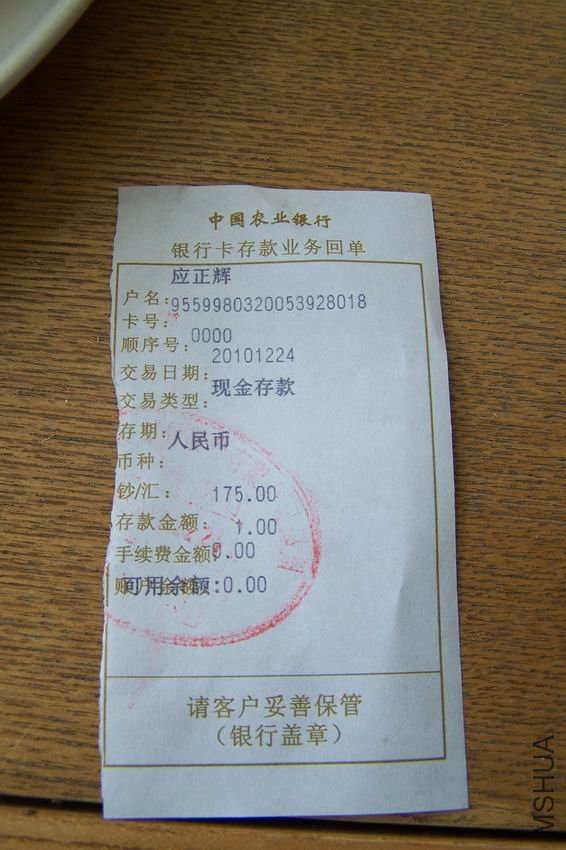 中国农业银行
银行卡存款业务回单
应正辉
户名:
9559980320053928018
卡号:
0000
顺序号:
20101224
交易日期:
现金存款
交易类型:
存期:
人民币
币种:
钞/汇:
175.00
存款金额:
1.00
手续费金额:
0.00
可用余额:0.00
请客户妥善保管
(银行盖章)
MSHUA